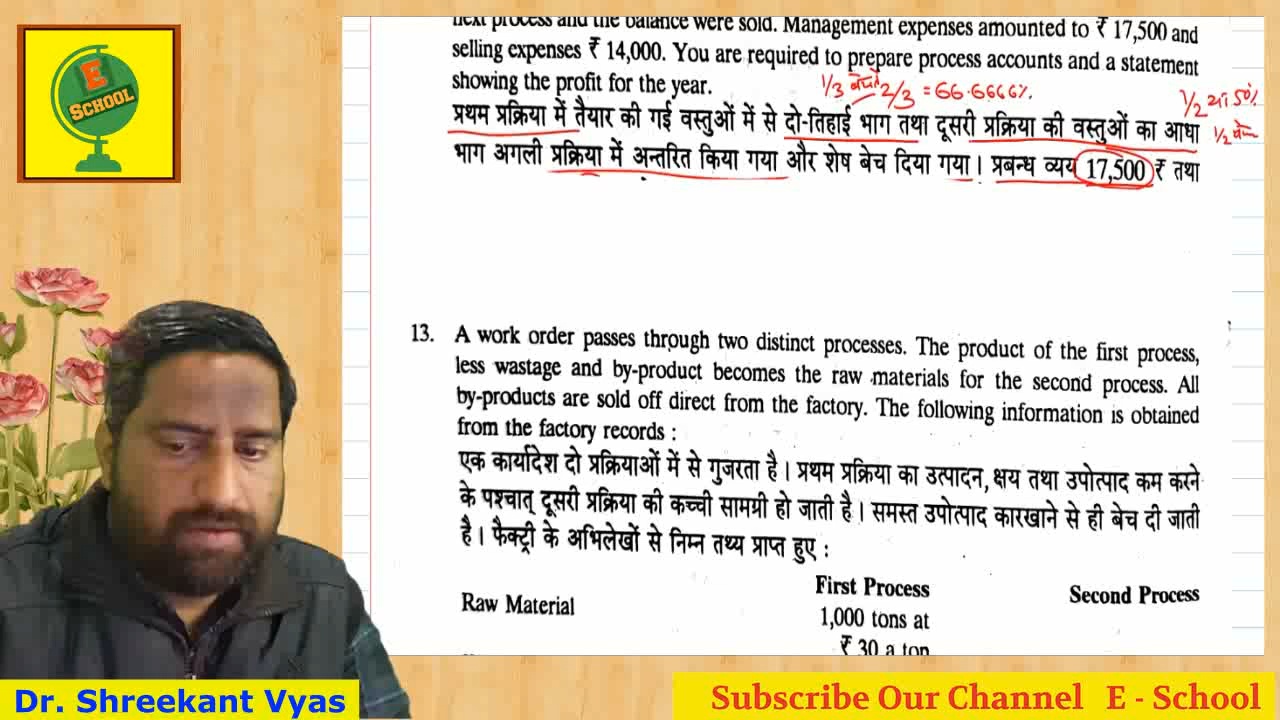 E
SCHOOL
next process and the balance were sold. Management expenses amounted to ₹ 17,500 and
selling expenses ₹ 14,000. You are required to prepare process accounts and a statement
showing the profit for the year.
1/3 बेचा 2/3 = 66.6666%.
1/2 या 50%
प्रथम प्रक्रिया में तैयार की गई वस्तुओं में से दो-तिहाई भाग तथा दूसरी प्रक्रिया की वस्तुओं का आधा
1/2
भाग अगली प्रक्रिया में अन्तरित किया गया और शेष बेच दिया गया। प्रबन्ध व्यय 17,500 ₹ तथा
13. A work order passes through two distinct processes. The product of the first process,
less wastage and by-product becomes the raw materials for the second process. All
by-products are sold off direct from the factory. The following information is obtained
from the factory records :
एक कार्यादेश दो प्रक्रियाओं में से गुजरता है। प्रथम प्रक्रिया का उत्पादन, क्षय तथा उपोत्पाद कम करने
के पश्चात् दूसरी प्रक्रिया की कच्ची सामग्री हो जाती है। समस्त उपोत्पाद कारखाने से ही बेच दी जाती
है। फैक्ट्री के अभिलेखों से निम्न तथ्य प्राप्त हुए :
First Process Second Process
Raw Material 1,000 tons at
₹ 30 a ton
Dr. Shreekant Vyas
Subscribe Our Channel E - School